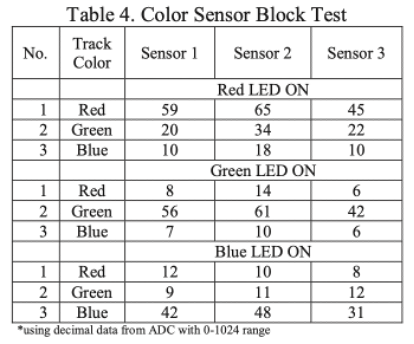 Table 4. Color Sensor Block Test
No. Track Color Sensor 1 Sensor 2 Sensor 3
Red LED ON
1 Red 59 65 45
2 Green 20 34 22
3 Blue 10 18 10
Green LED ON
1 Red 8 14 6
2 Green 56 61 42
3 Blue 7 10 6
Blue LED ON
1 Red 12 10 8
2 Green 9 11 12
3 Blue 42 48 31
*using decimal data from ADC with 0-1024 range